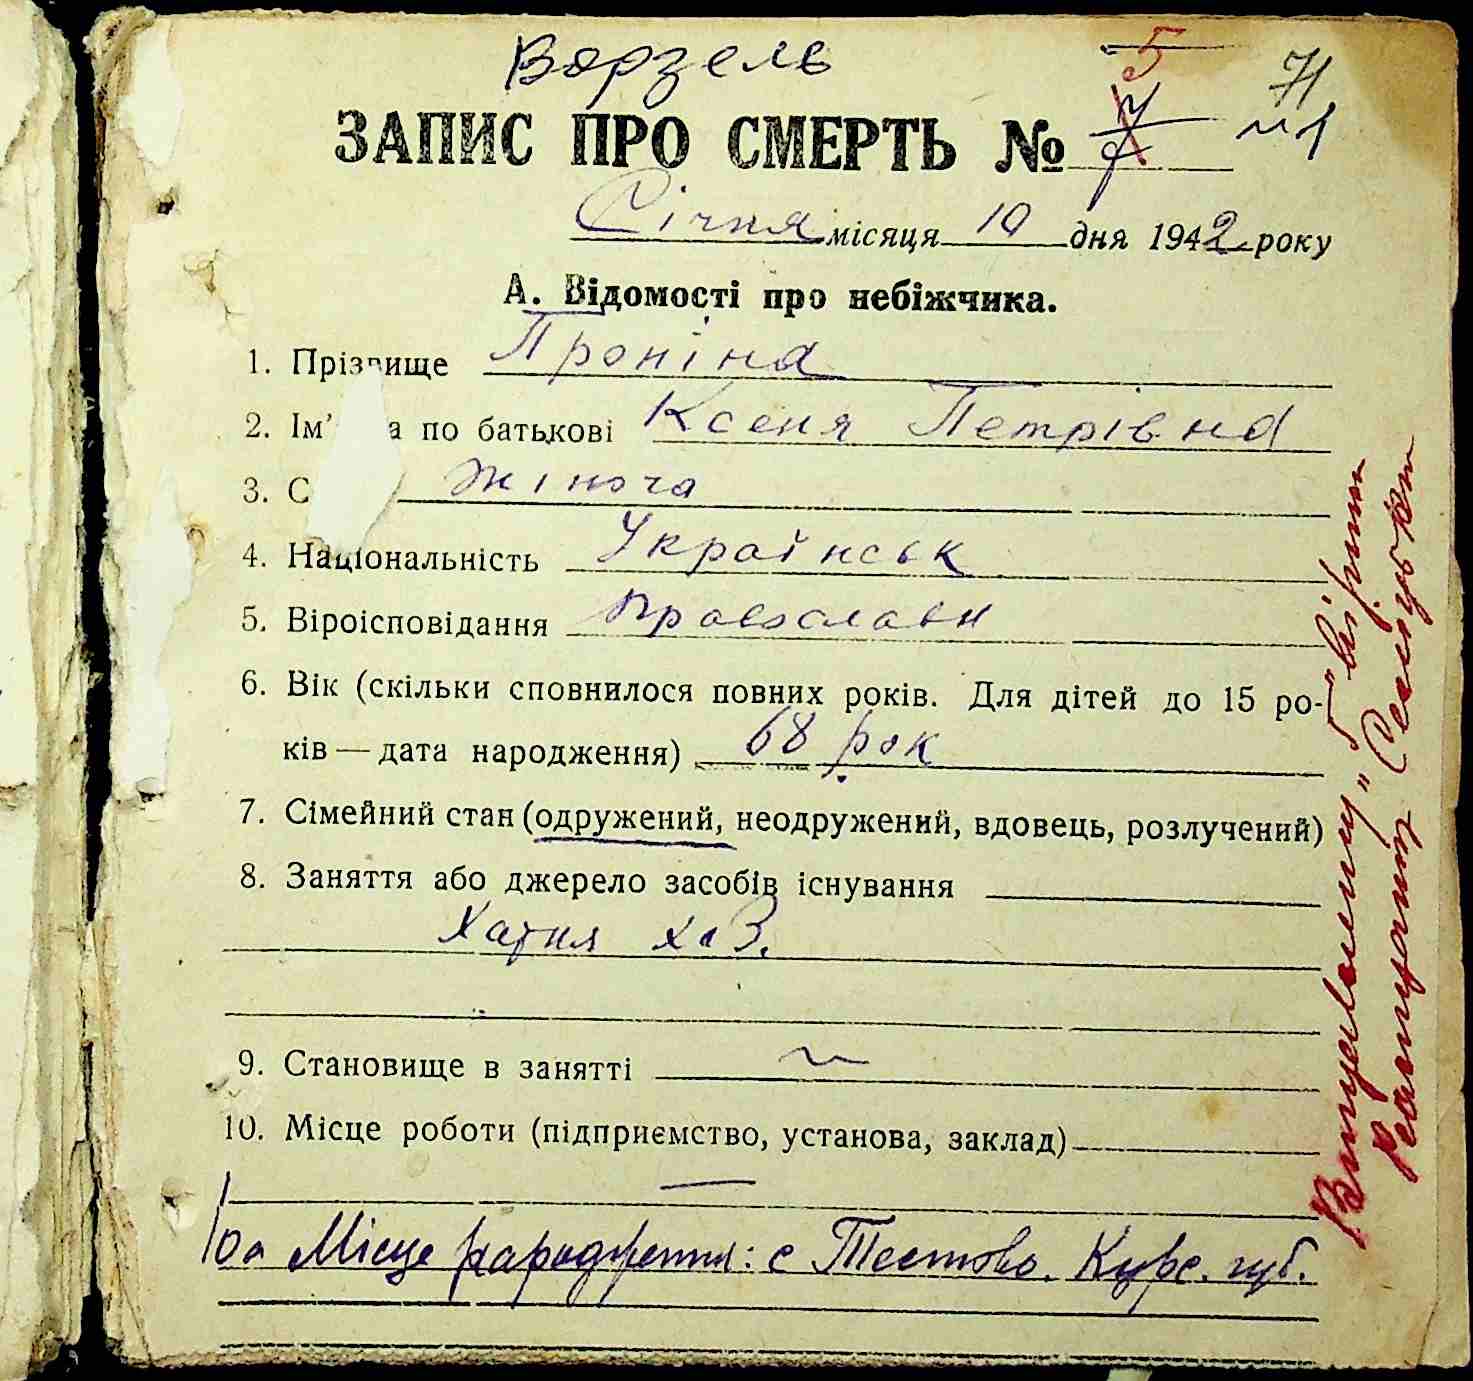 Ворзель
5 71
ЗАПИС ПРО СМЕРТЬ № 7
Січня місяця 10 дня 1942 року
А. Відомості про небіжчика.
1. Прізвище Проніна
2. Ім' а по батькові Ксеня Петрівна
3. С Жіноча
4. Національність Українськ
5. Віроісповідання Православн
6. Вік (скільки сповнилося повних років. Для дітей до 15 ро-
ків — дата народження) 68 рок
7. Сімейний стан (одружений, неодружений, вдовець, розлучений)
8. Заняття або джерело засобів існування
Хатня хаз.
9. Становище в занятті
10. Місце роботи (підприємство, установа, заклад)
10а Місце народження: с Курс. губ.
"5" вірити